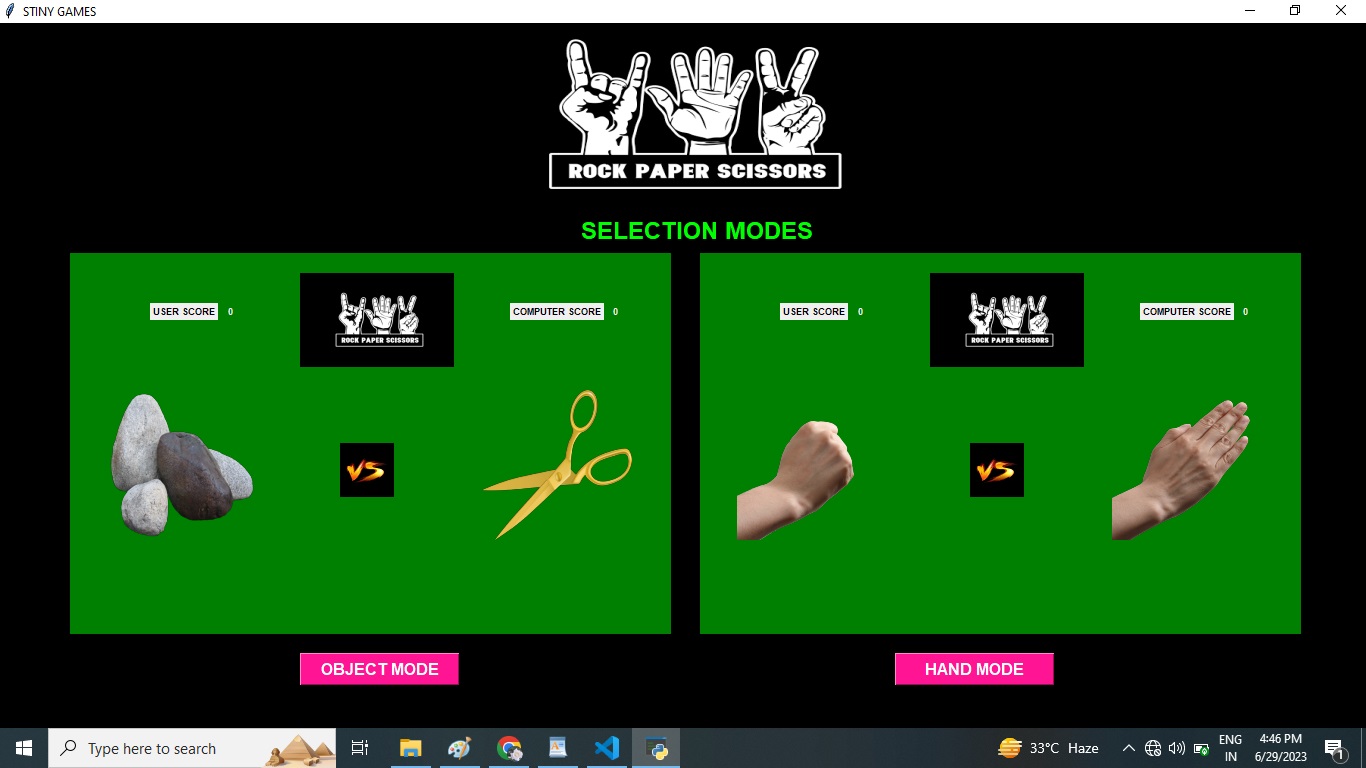 STINY GAMES
ROCK PAPER SCISSORS
SELECTION MODES
USER SCORE 0
ROCK PAPER SCISSORS
COMPUTER SCORE 0
VS
USER SCORE 0
ROCK PAPER SCISSORS
COMPUTER SCORE 0
VS
OBJECT MODE
HAND MODE
Type here to search
33°C Haze
ENG
IN
4:46 PM
6/29/2023
1